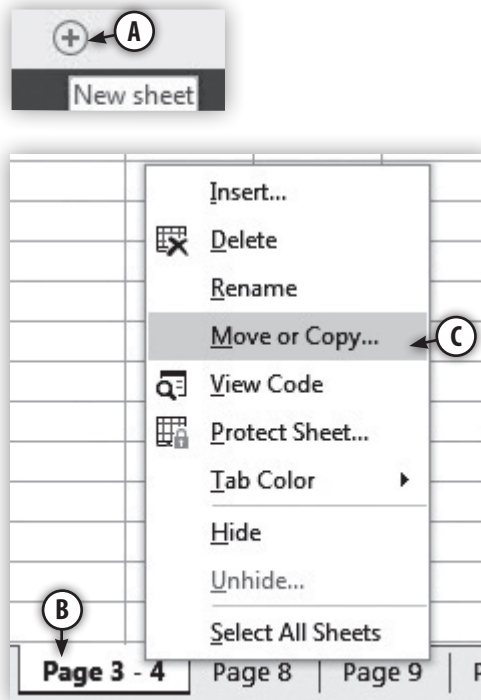 A
New sheet
Insert...
Delete
Rename
Move or Copy...
C
View Code
Protect Sheet...
Tab Color
Hide
Unhide...
B
Select All Sheets
Page 3 - 4 Page 8 Page 9